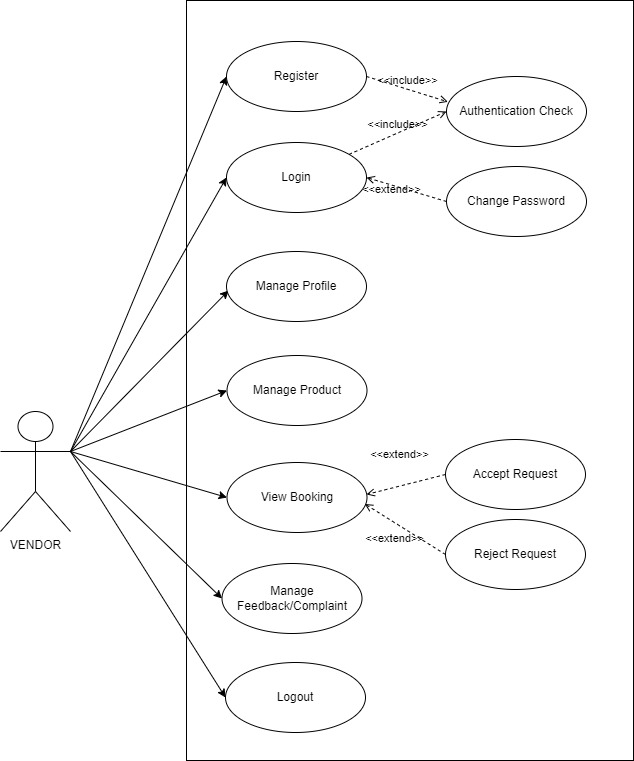 Register
<<include>>
Authentication Check
<<include>>
Login
<<extend>>
Change Password
Manage Profile
Manage Product
VENDOR
<<extend>>
View Booking
Accept Request
<<extend>>
Reject Request
Manage
Feedback/Complaint
Logout